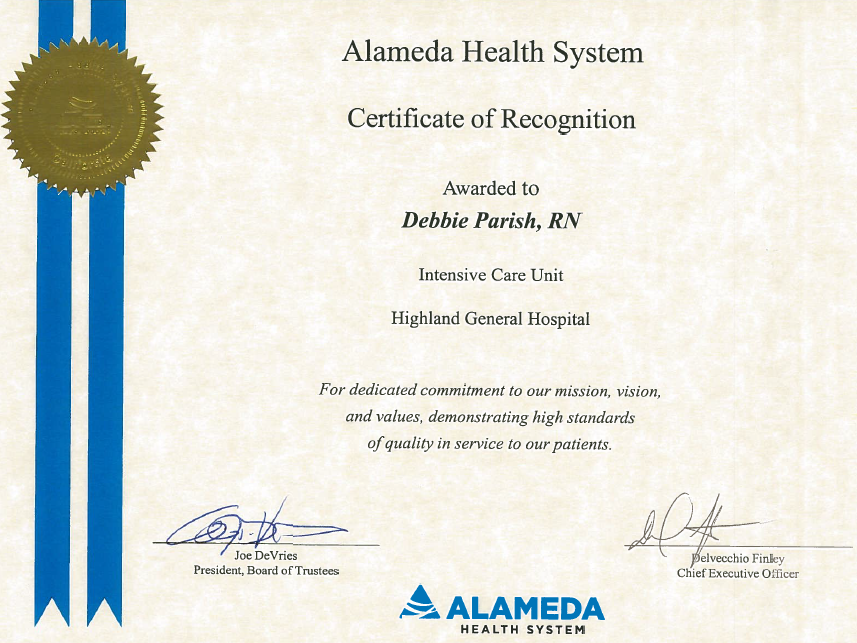 Alameda Health System
Certificate of Recognition
Awarded to
Debbie Parish, RN
Intensive Care Unit
Highland General Hospital
For dedicated commitment to our mission, vision,
and values, demonstrating high standards
of quality in service to our patients.
Joe DeVries
President, Board of Trustees
Delvecchio Finley
Chief Executive Officer
ALAMEDA
HEALTH SYSTEM